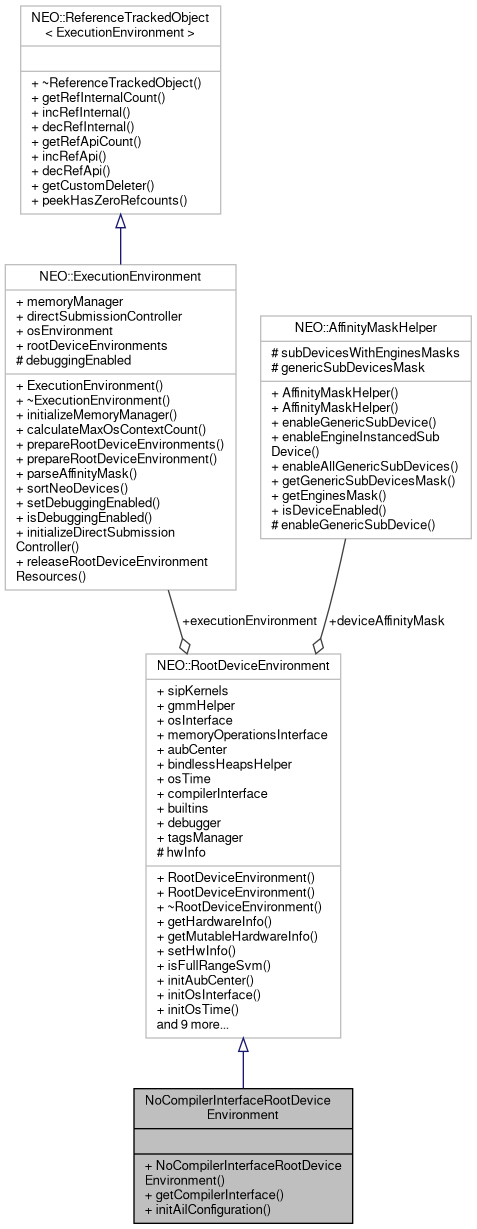 NEO::ReferenceTrackedObject
< ExecutionEnvironment >
+ ~ReferenceTrackedObject()
+ getRefInternalCount()
+ incRefInternal()
+ decRefInternal()
+ getRefApiCount()
+ incRefApi()
+ decRefApi()
+ getCustomDeleter()
+ peekHasZeroRefcounts()
NEO::ExecutionEnvironment
+ memoryManager
+ directSubmissionController
+ osEnvironment
+ rootDeviceEnvironments
# debuggingEnabled
+ ExecutionEnvironment()
+ ~ExecutionEnvironment()
+ initializeMemoryManager()
+ calculateMaxOsContextCount()
+ prepareRootDeviceEnvironments()
+ prepareRootDeviceEnvironment()
+ parseAffinityMask()
+ sortNeoDevices()
+ setDebuggingEnabled()
+ isDebuggingEnabled()
+ initializeDirectSubmission
Controller()
+ releaseRootDeviceEnvironment
Resources()
NEO::AffinityMaskHelper
# subDevicesWithEnginesMasks
# genericSubDevicesMask
+ AffinityMaskHelper()
+ AffinityMaskHelper()
+ enableGenericSubDevice()
+ enableEngineInstancedSub
Device()
+ enableAllGenericSubDevices()
+ getGenericSubDevicesMask()
+ getEnginesMask()
+ isDeviceEnabled()
# enableGenericSubDevice()
+executionEnvironment
+deviceAffinityMask
NEO::RootDeviceEnvironment
+ sipKernels
+ gmmHelper
+ osInterface
+ memoryOperationsInterface
+ aubCenter
+ bindlessHeapsHelper
+ osTime
+ compilerInterface
+ builtins
+ debugger
+ tagsManager
# hwInfo
+ RootDeviceEnvironment()
+ RootDeviceEnvironment()
+ ~RootDeviceEnvironment()
+ getHardwareInfo()
+ getMutableHardwareInfo()
+ setHwInfo()
+ isFullRangeSvm()
+ initAubCenter()
+ initOsInterface()
+ initOsTime()
and 9 more...
NoCompilerInterfaceRootDevice
Environment
+ NoCompilerInterfaceRootDevice
Environment()
+ getCompilerInterface()
+ initAilConfiguration()